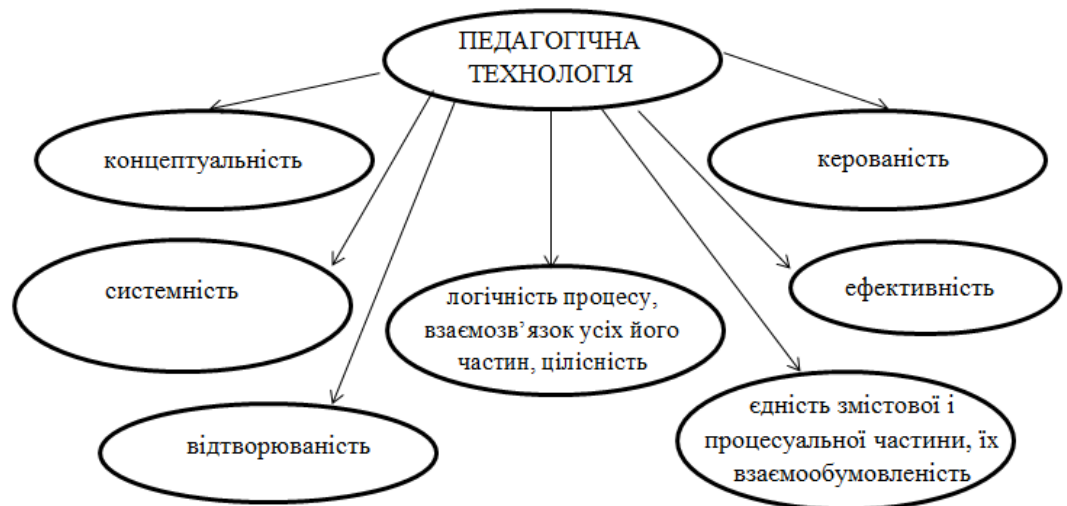 ПЕДАГОГІЧНА
ТЕХНОЛОГІЯ
концептуальність
керованість
системність
логічність процесу,
взаємозв’язок усіх його
частин, цілісність
ефективність
відтворюваність
єдність змістової і
процесуальної частини, їх
взаємообумовленість